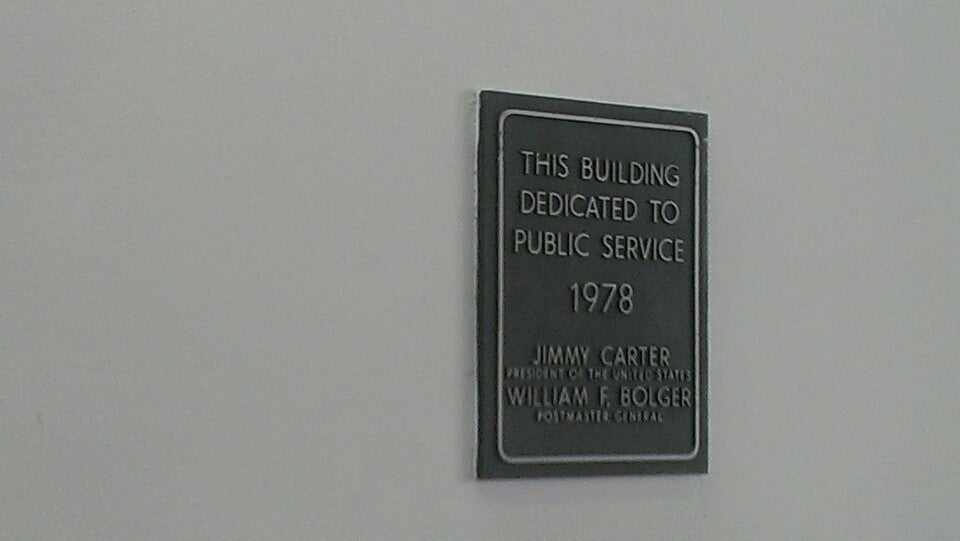 THIS BUILDING
DEDICATED TO
PUBLIC SERVICE
1978
JIMMY CARTER
PRESIDENT OF THE UNITED STATES
WILLIAM F. BOLGER
POSTMASTER GENERAL